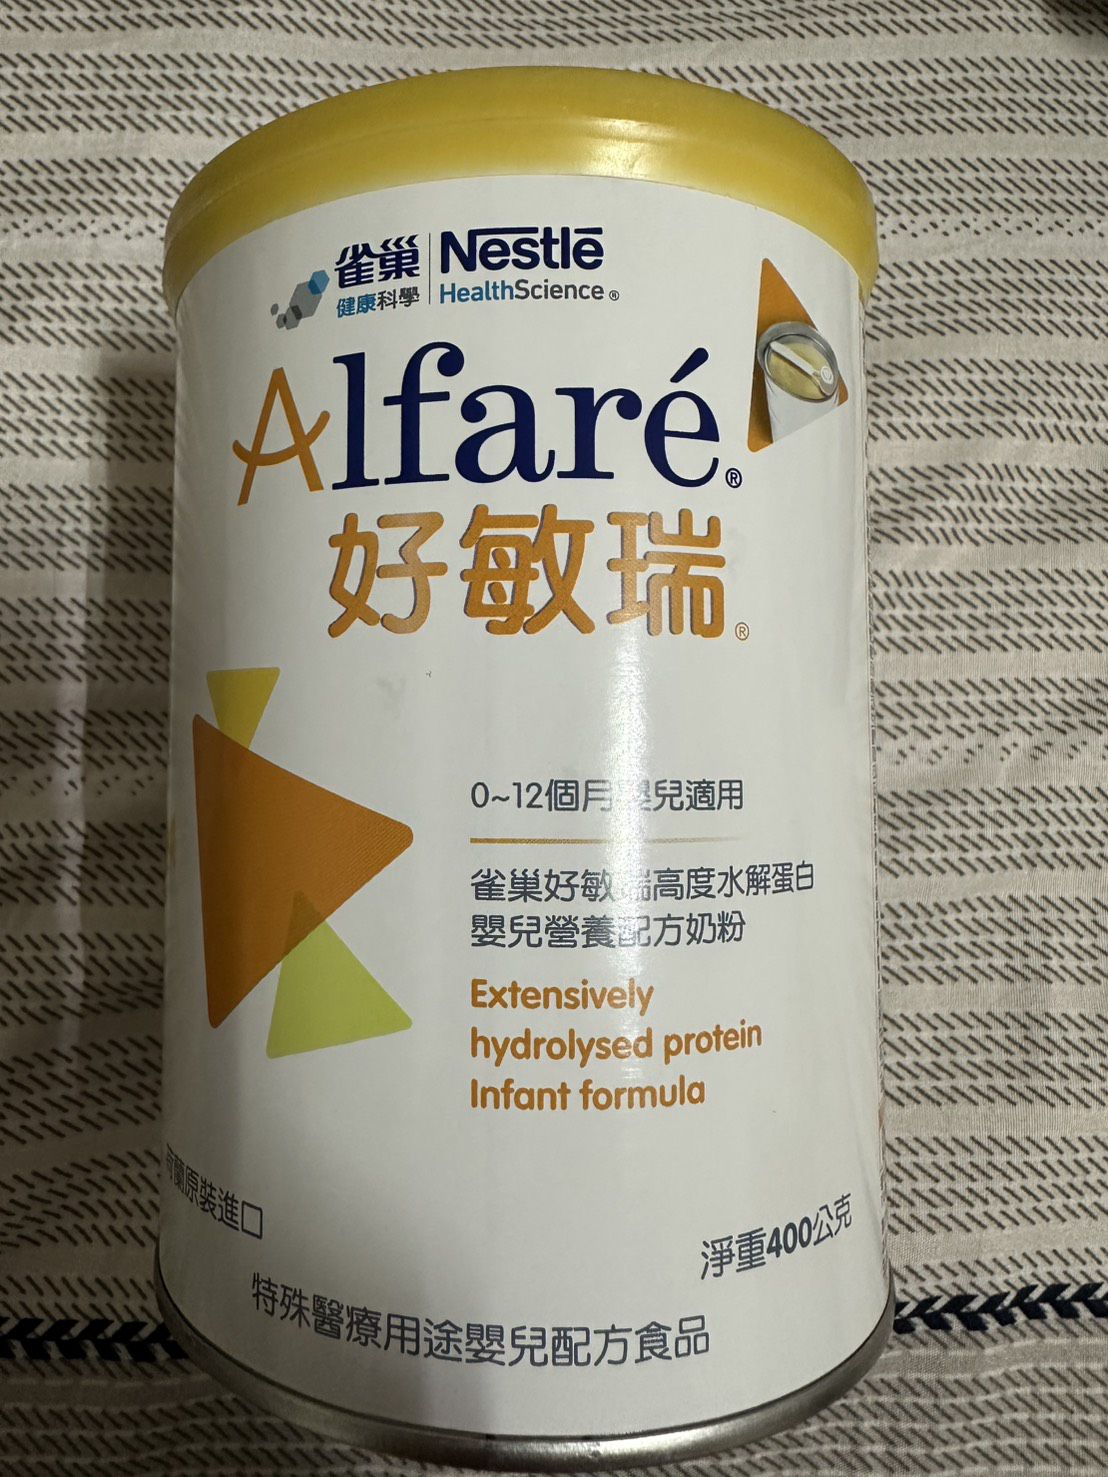 雀巢 Nestlé
健康科學 HealthScience®
Alfaré®
好敏瑞®
0~12個月嬰兒適用
雀巢好敏瑞高度水解蛋白
嬰兒營養配方奶粉
Extensively
hydrolysed protein
Infant formula
荷蘭原裝進口
淨重400公克
特殊醫療用途嬰兒配方食品